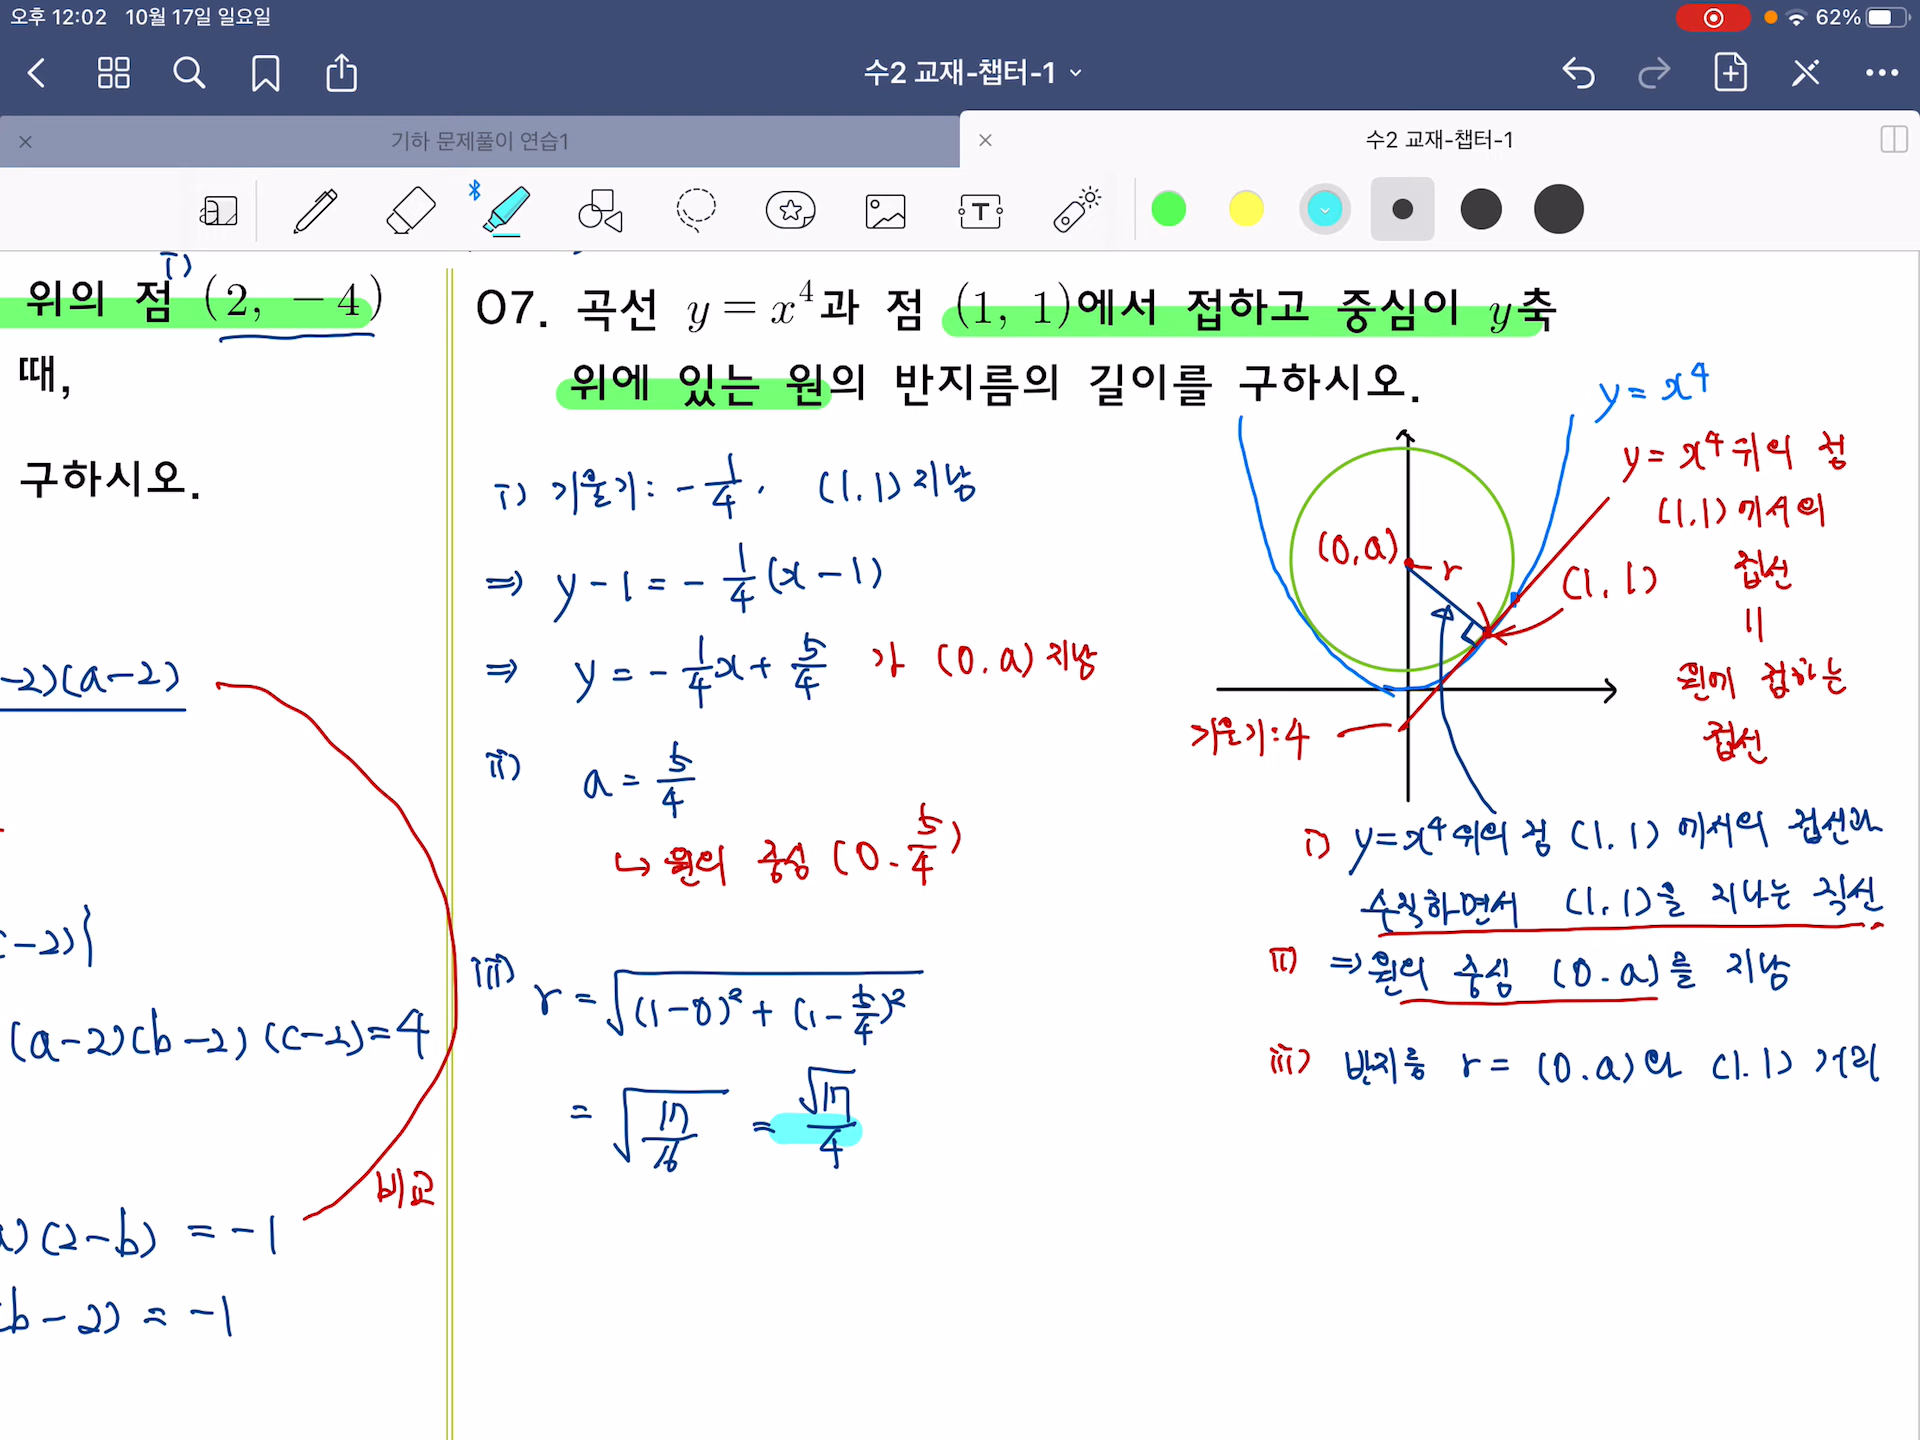 오후 12:02 10월 17일 일요일
62%
수2 교재-챕터-1
기하 문제풀이 연습1
수2 교재-챕터-1
i)
위의 점 (2, -4)
때,
구하시오.
-2)(a-2)
c-2)}
(a-2)(b-2)(c-2)=4
비교
)(2-b) = -1
(b-2) = -1
07. 곡선 y=x⁴과 점 (1, 1)에서 접하고 중심이 y축
위에 있는 원의 반지름의 길이를 구하시오.
i) 기울기: -1/4, (1,1) 지남
⇒ y-1 = -1/4(x-1)
⇒ y = -1/4x + 5/4 가 (0,a) 지남
ii) a = 5/4
↳ 원의 중심 (0, 5/4)
iii) r = √((1-0)² + (1-5/4)²)
= √(17/16) = √17/4
y=x⁴
y=x⁴ 위의 점
(1,1)에서의
접선
||
원에 접하는
접선
(0,a)
r
(1,1)
기울기:4
i) y=x⁴ 위의 점 (1,1)에서의 접선과
수직하면서 (1,1)을 지나는 직선
ii) ⇒ 원의 중심 (0,a)를 지남
iii) 반지름 r = (0,a)와 (1,1) 거리